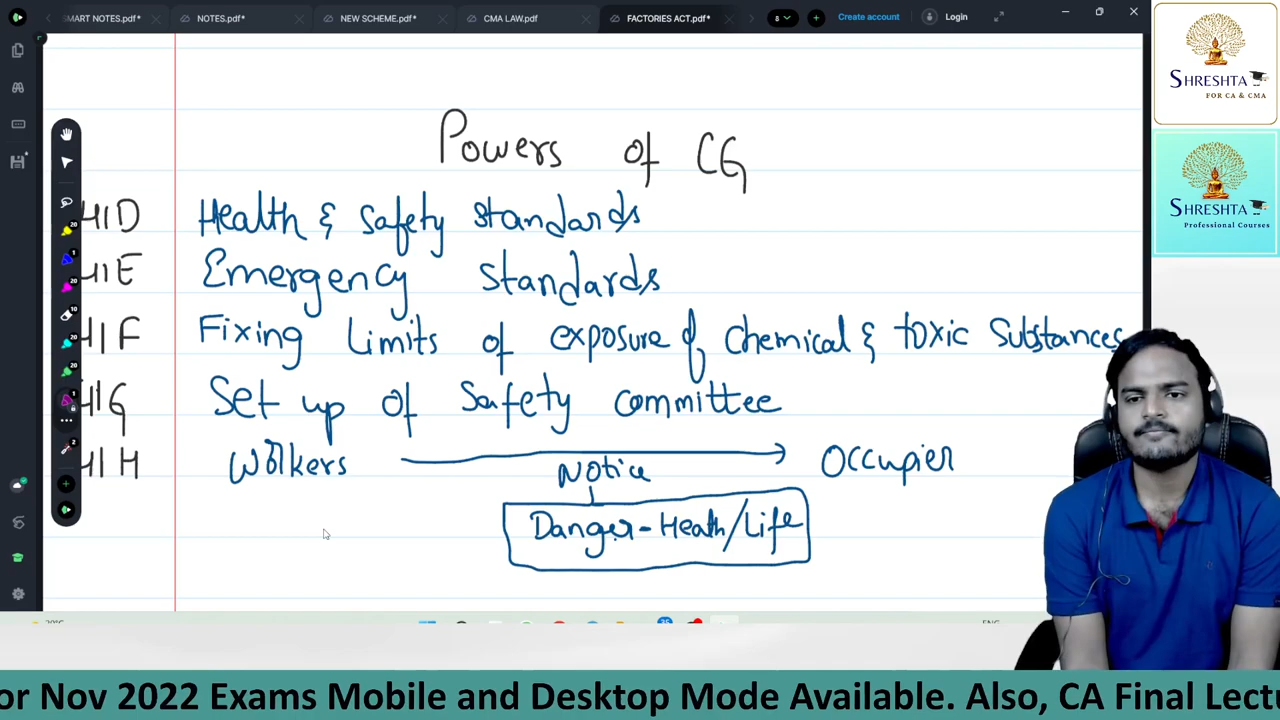 SMART NOTES.pdf* NOTES.pdf* NEW SCHEME.pdf* CMA LAW.pdf FACTORIES ACT.pdf* 8 Create account Login
SHRESHTA
FOR CA & CMA
SHRESHTA
Professional Courses
Powers of CG
41D Health & Safety Standards
41E Emergency Standards
41F Fixing Limits of exposure of chemical & toxic Substances
41G Set up of Safety committee
41H Workers Notice Occupier
Danger-Heath/Life
or Nov 2022 Exams Mobile and Desktop Mode Available. Also, CA Final Lectu